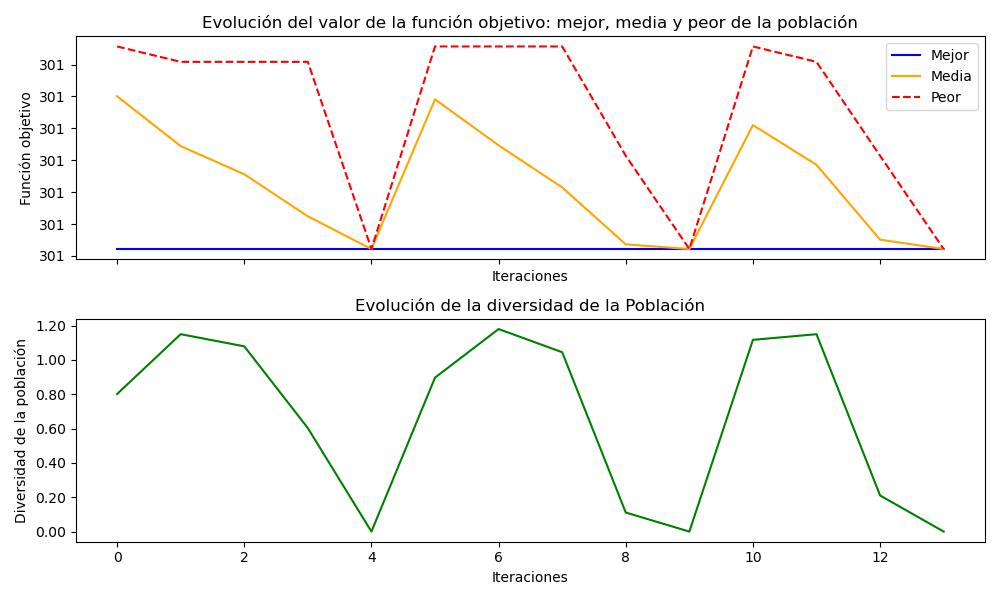 Evolución del valor de la función objetivo: mejor, media y peor de la población
Función objetivo
301
301
301
301
301
301
301
Mejor
Media
Peor
Iteraciones
Evolución de la diversidad de la Población
Diversidad de la población
1.20
1.00
0.80
0.60
0.40
0.20
0.00
0 2 4 6 8 10 12
Iteraciones